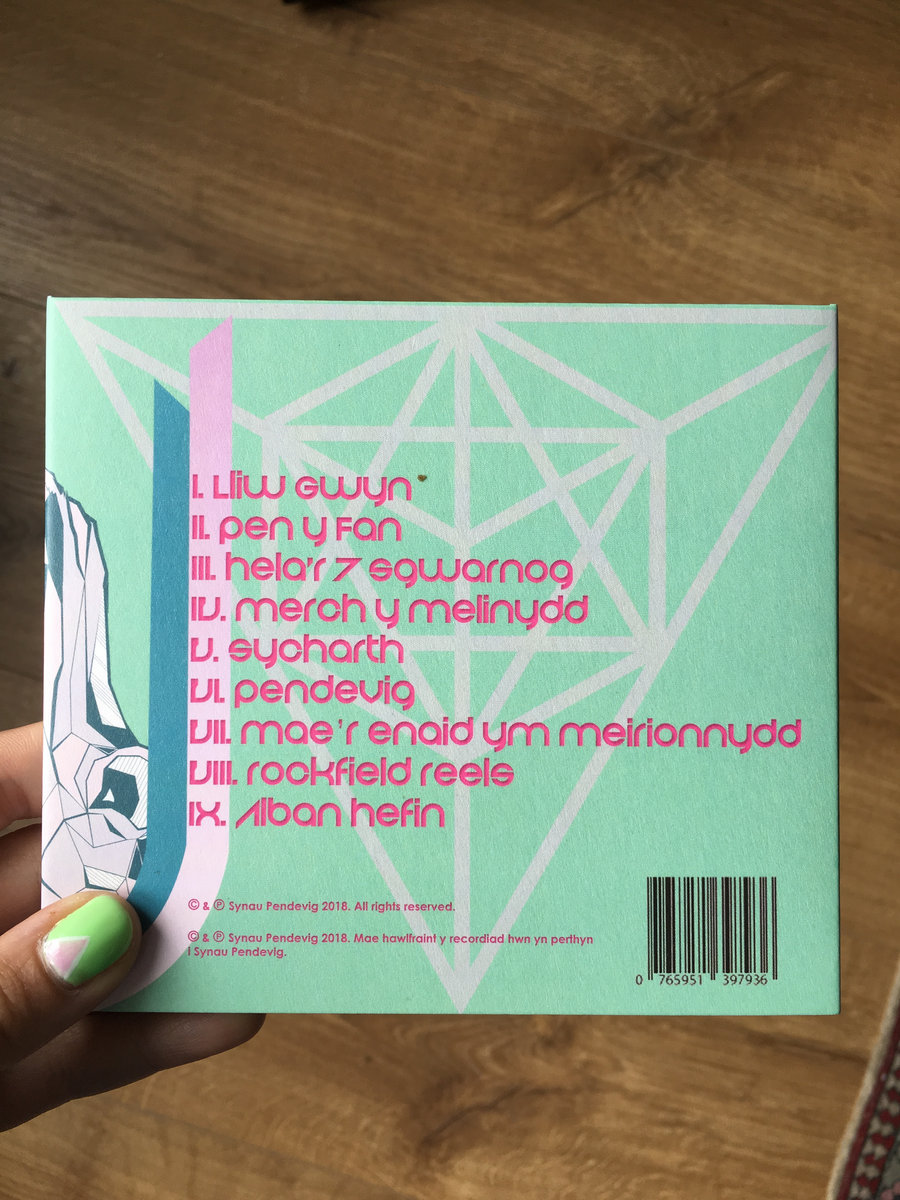 I. Lliw Gwyn
II. pen y Fan
III. hela'r 7 sgwarnog
IV. merch y melinydd
V. sycharth
VI. pendevig
VII. mae'r enaid ym meirionnydd
VIII. rockfield reels
IX. Alban hefin
© & ℗ Synau Pendevig 2018. All rights reserved.
© & ℗ Synau Pendevig 2018. Mae hawlfraint y recordiad hwn yn perthyn
i Synau Pendevig.
0 765951 397936